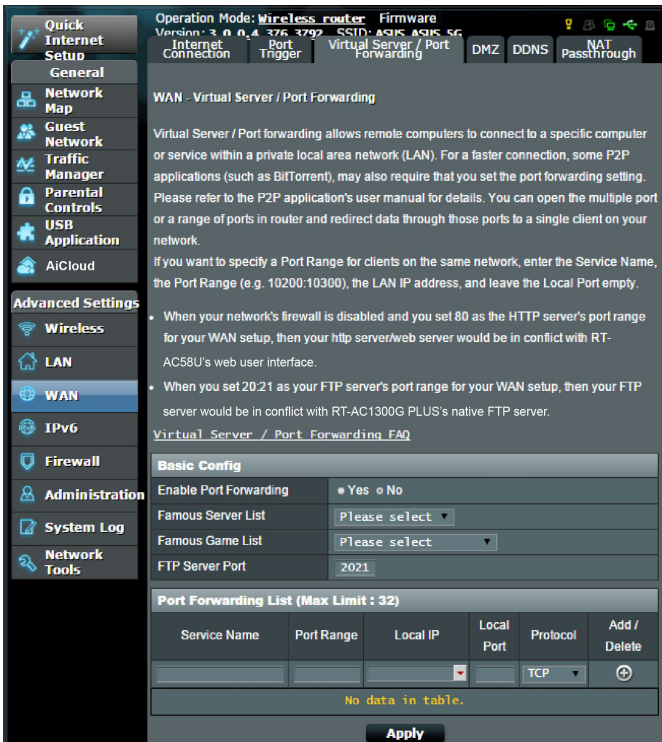 Quick
Internet
Setup
General
Network
Map
Guest
Network
Traffic
Manager
Parental
Controls
USB
Application
AiCloud
Advanced Settings
Wireless
LAN
WAN
IPv6
Firewall
Administration
System Log
Network
Tools
Operation Mode: Wireless router Firmware
Version: 3.0.0.4.376_3792 SSID: ASUS ASUS_5G
Internet
Connection
Port
Trigger
Virtual Server / Port
Forwarding
DMZ
DDNS
NAT
Passthrough
WAN - Virtual Server / Port Forwarding
Virtual Server / Port forwarding allows remote computers to connect to a specific computer
or service within a private local area network (LAN). For a faster connection, some P2P
applications (such as BitTorrent), may also require that you set the port forwarding setting.
Please refer to the P2P application's user manual for details. You can open the multiple port
or a range of ports in router and redirect data through those ports to a single client on your
network.
If you want to specify a Port Range for clients on the same network, enter the Service Name,
the Port Range (e.g. 10200:10300), the LAN IP address, and leave the Local Port empty.
• When your network's firewall is disabled and you set 80 as the HTTP server's port range
for your WAN setup, then your http server/web server would be in conflict with RT-
AC58U's web user interface.
• When you set 20:21 as your FTP server's port range for your WAN setup, then your FTP
server would be in conflict with RT-AC1300G PLUS's native FTP server.
Virtual Server / Port Forwarding FAQ
Basic Config
Enable Port Forwarding Yes No
Famous Server List Please select
Famous Game List Please select
FTP Server Port 2021
Port Forwarding List (Max Limit : 32)
Service Name Port Range Local IP Local
Port Protocol Add /
Delete
TCP
No data in table.
Apply